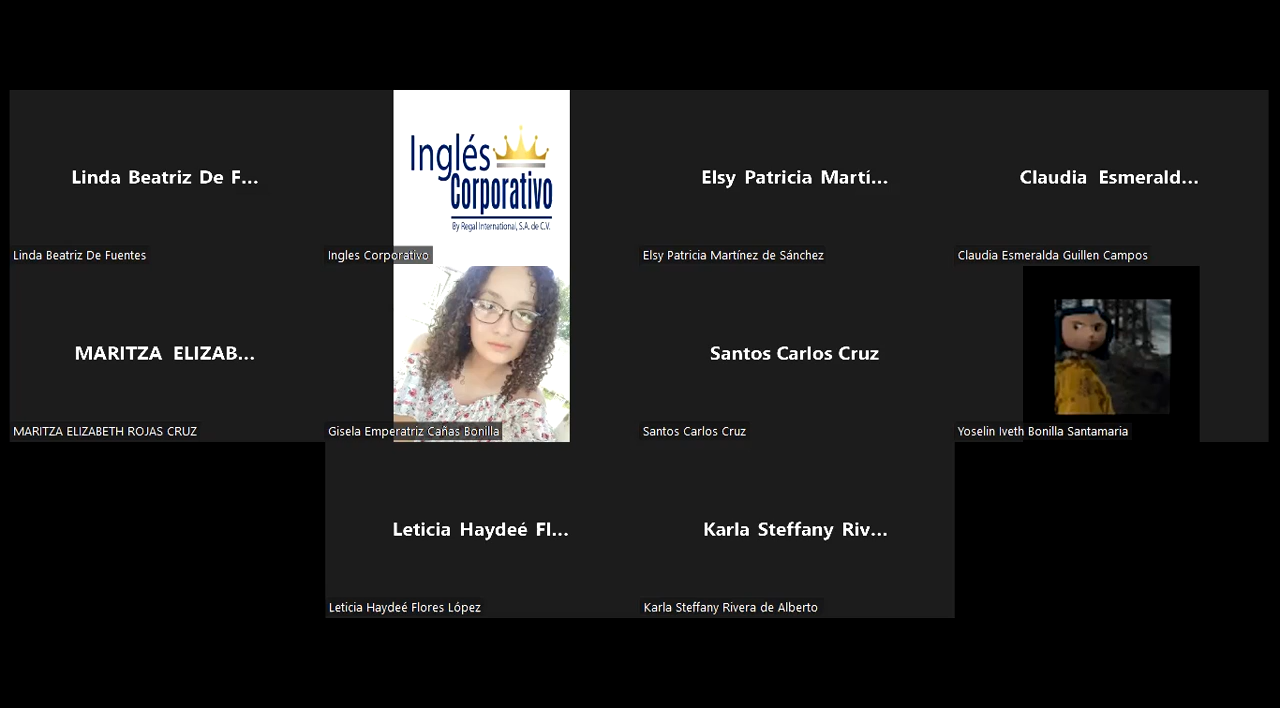 Linda Beatriz De F...
Linda Beatriz De Fuentes
Inglés
Corporativo
By Regal International, S.A. de C.V.
Ingles Corporativo
Elsy Patricia Martí...
Elsy Patricia Martínez de Sánchez
Claudia Esmerald...
Claudia Esmeralda Guillen Campos
MARITZA ELIZAB...
MARITZA ELIZABETH ROJAS CRUZ
Gisela Emperatriz Cañas Bonilla
Santos Carlos Cruz
Santos Carlos Cruz
Yoselin Iveth Bonilla Santamaria
Leticia Haydeé Fl...
Leticia Haydeé Flores López
Karla Steffany Riv...
Karla Steffany Rivera de Alberto